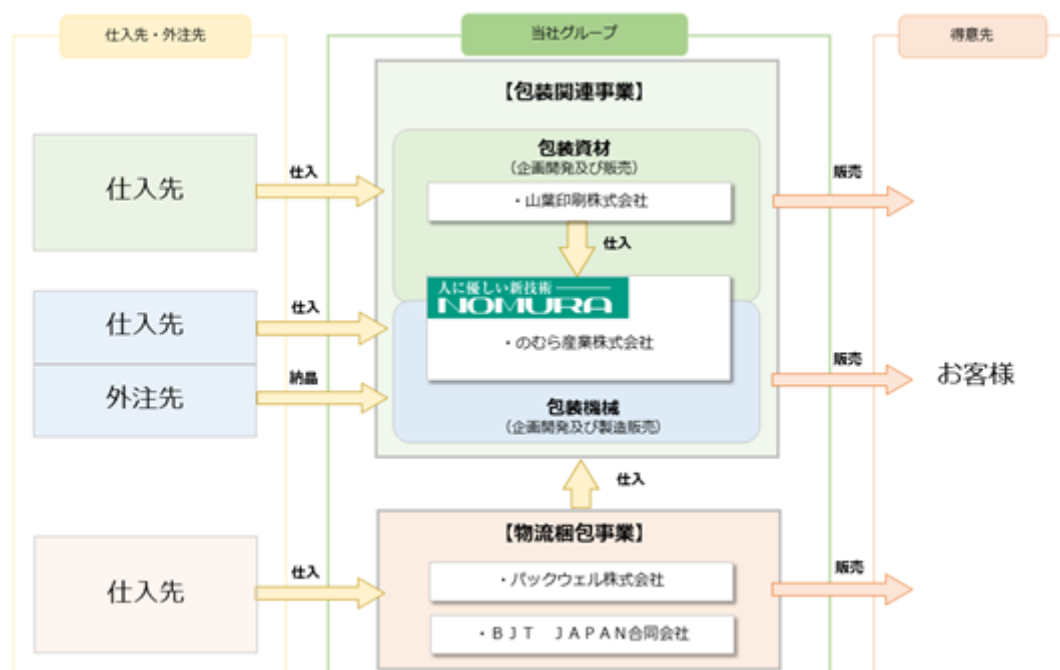 仕入先・外注先
当社グループ
得意先
【包装関連事業】
包装資材
(企画開発及び販売)
仕入先
仕入
・山葉印刷株式会社
販売
仕入
人に優しい新技術
NOMURA
仕入先
仕入
・のむら産業株式会社
販売
お客様
外注先
納品
包装機械
(企画開発及び製造販売)
仕入
【物流梱包事業】
仕入先
仕入
・パックウェル株式会社
販売
・BJT JAPAN合同会社